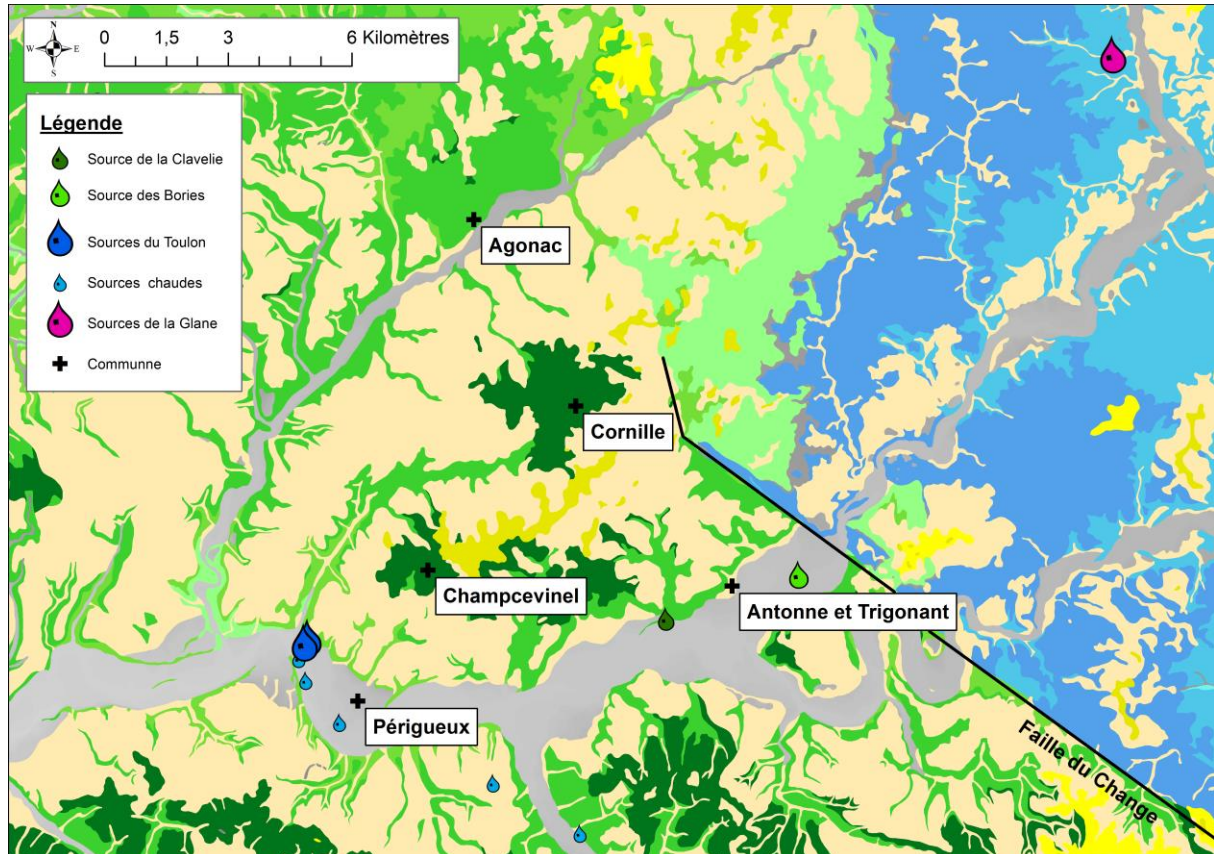 N
W E
S
0 1,5 3 6 Kilomètres
Légende
Source de la Clavelie
Source des Bories
Sources du Toulon
Sources chaudes
Sources de la Glane
Communne
Agonac
Cornille
Champcevinel
Antonne et Trigonant
Périgueux
Faille du Change